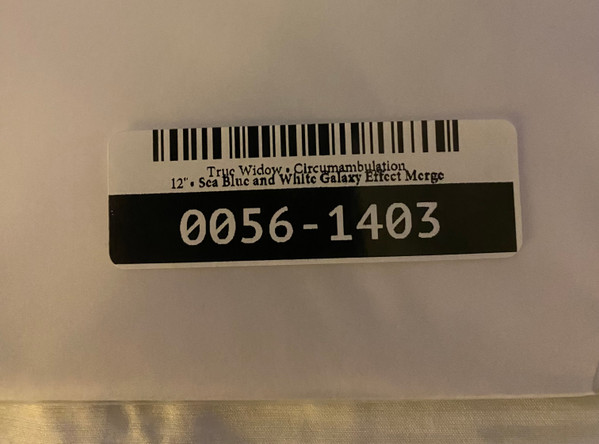 True Widow • Circumambulation
12" • Sea Blue and White Galaxy Effect Merge
0056-1403